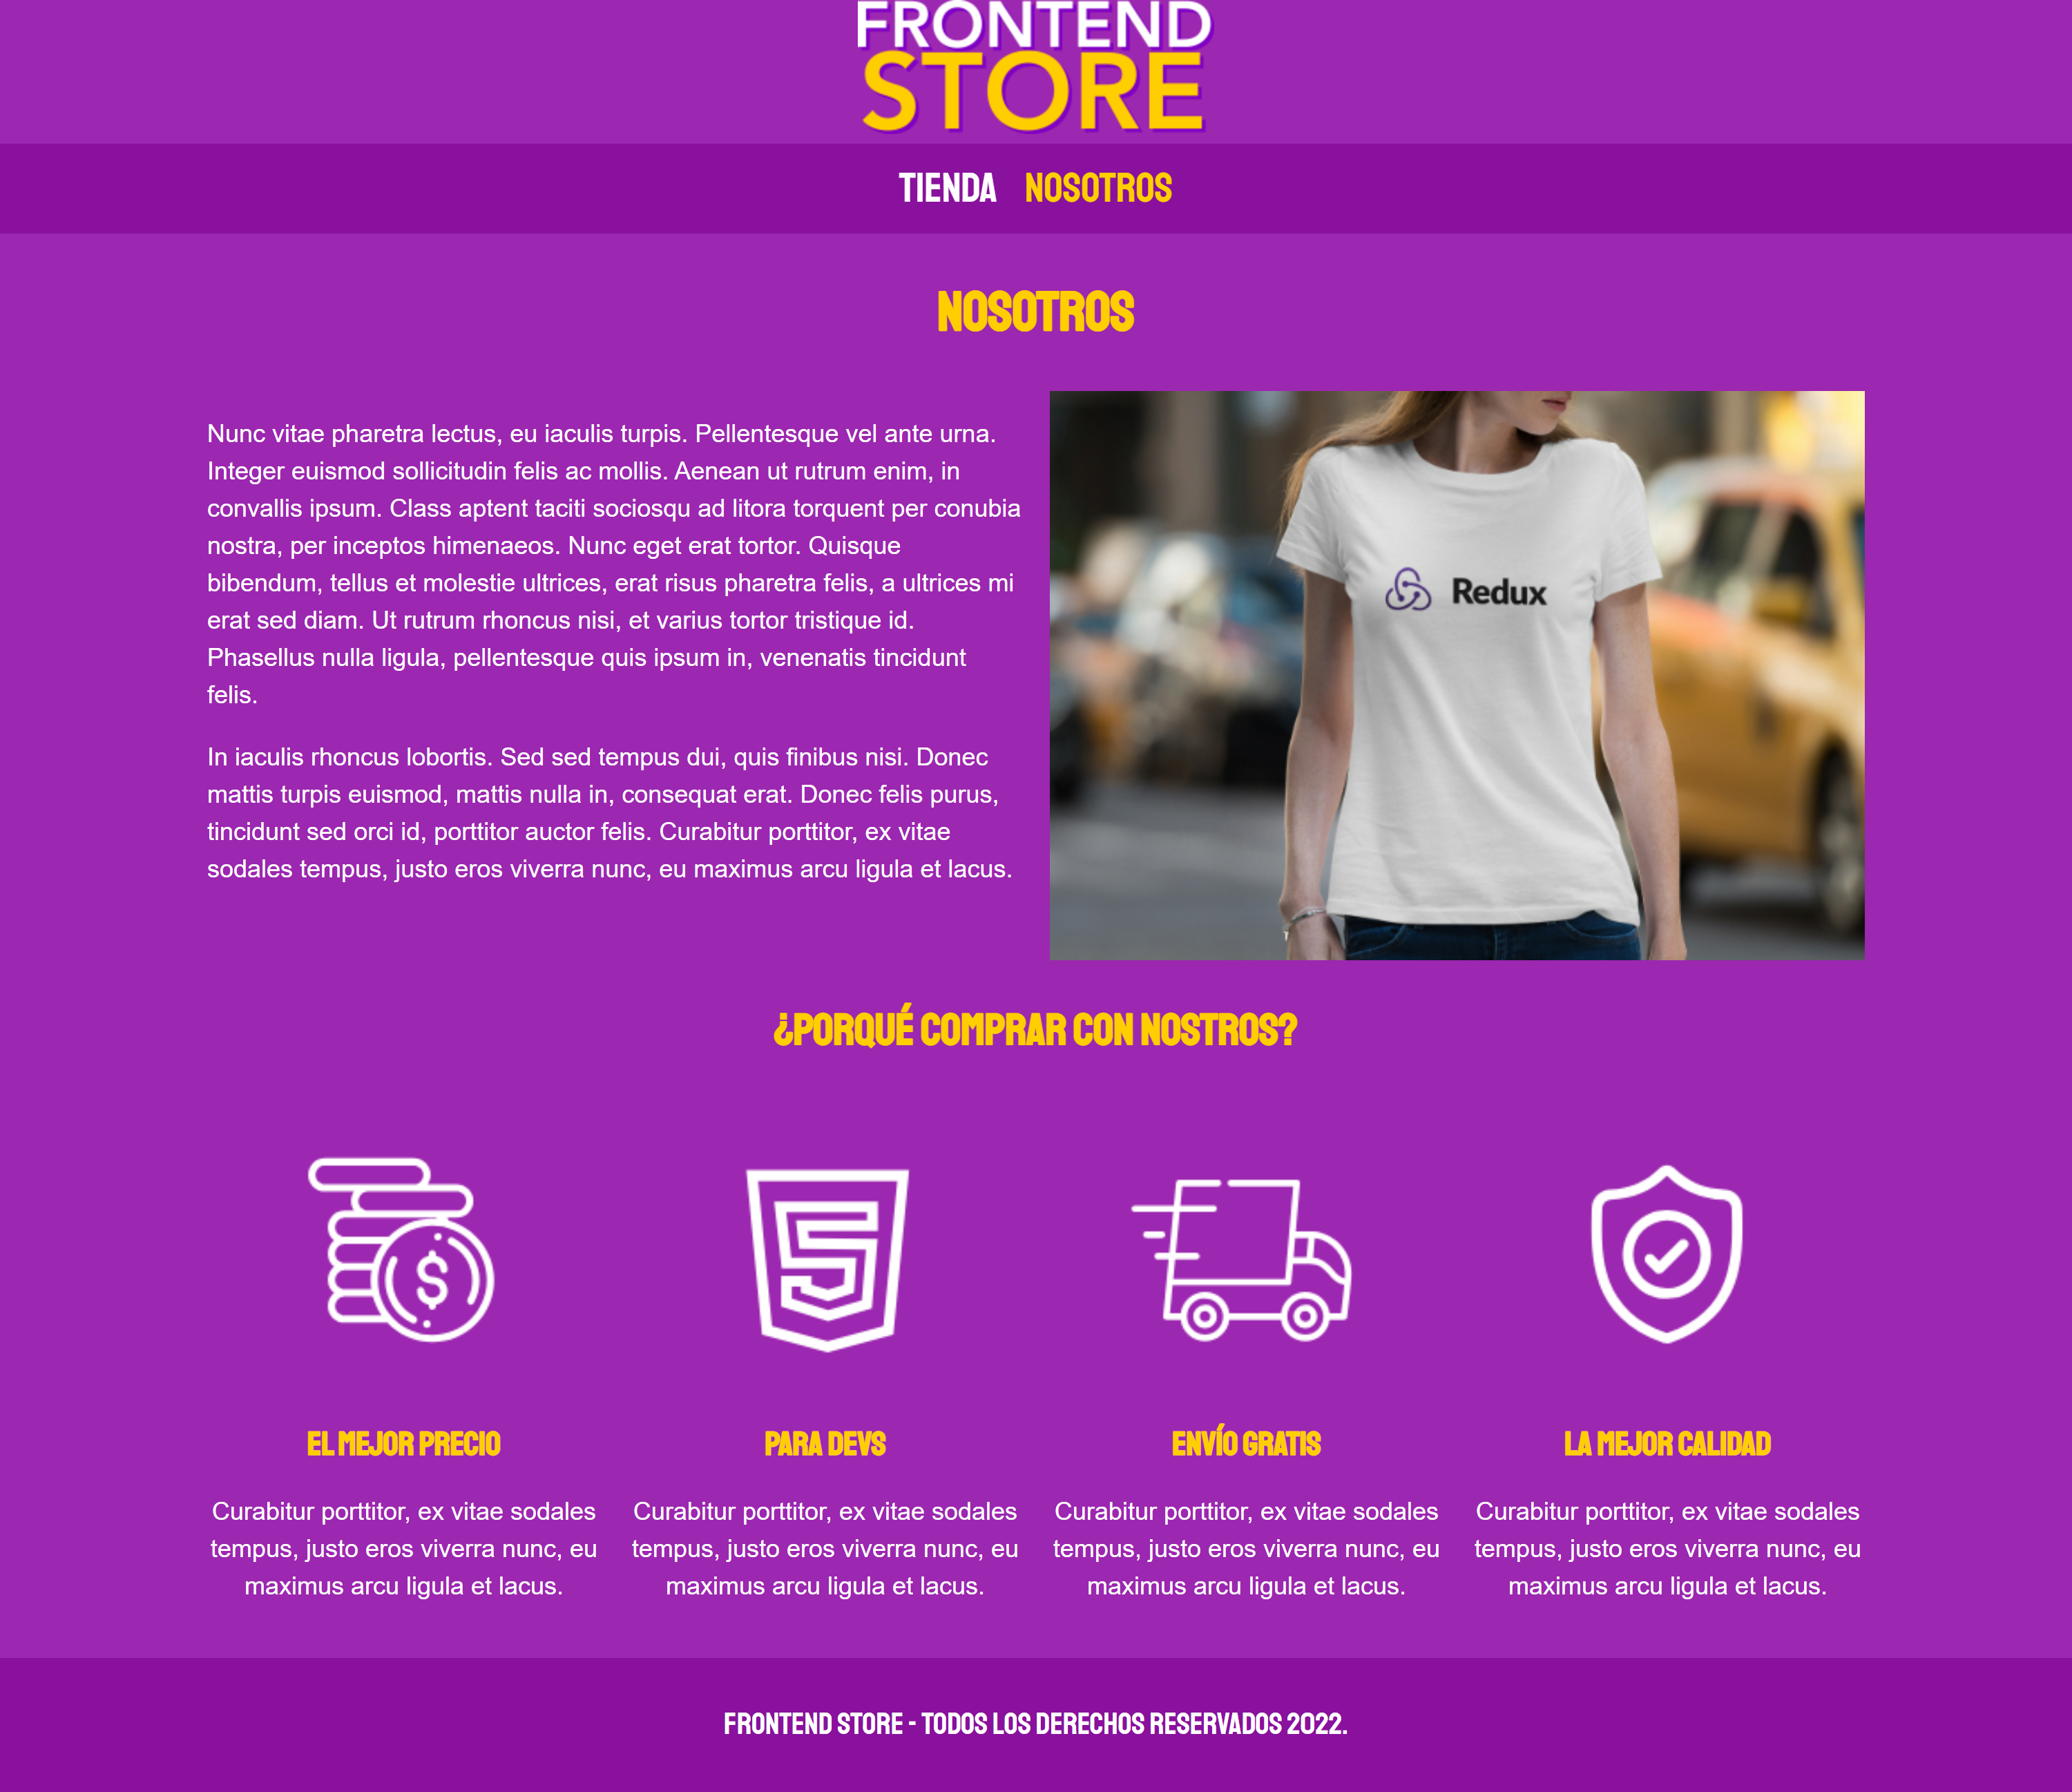 FRONTEND
STORE
TIENDA NOSOTROS
NOSOTROS
Nunc vitae pharetra lectus, eu iaculis turpis. Pellentesque vel ante urna.
Integer euismod sollicitudin felis ac mollis. Aenean ut rutrum enim, in
convallis ipsum. Class aptent taciti sociosqu ad litora torquent per conubia
nostra, per inceptos himenaeos. Nunc eget erat tortor. Quisque
bibendum, tellus et molestie ultrices, erat risus pharetra felis, a ultrices mi
erat sed diam. Ut rutrum rhoncus nisi, et varius tortor tristique id.
Phasellus nulla ligula, pellentesque quis ipsum in, venenatis tincidunt
felis.
In iaculis rhoncus lobortis. Sed sed tempus dui, quis finibus nisi. Donec
mattis turpis euismod, mattis nulla in, consequat erat. Donec felis purus,
tincidunt sed orci id, porttitor auctor felis. Curabitur porttitor, ex vitae
sodales tempus, justo eros viverra nunc, eu maximus arcu ligula et lacus.
Redux
¿PORQUÉ COMPRAR CON NOSTROS?
$
5
EL MEJOR PRECIO
Curabitur porttitor, ex vitae sodales
tempus, justo eros viverra nunc, eu
maximus arcu ligula et lacus.
PARA DEVS
Curabitur porttitor, ex vitae sodales
tempus, justo eros viverra nunc, eu
maximus arcu ligula et lacus.
ENVÍO GRATIS
Curabitur porttitor, ex vitae sodales
tempus, justo eros viverra nunc, eu
maximus arcu ligula et lacus.
LA MEJOR CALIDAD
Curabitur porttitor, ex vitae sodales
tempus, justo eros viverra nunc, eu
maximus arcu ligula et lacus.
FRONTEND STORE - TODOS LOS DERECHOS RESERVADOS 2022.